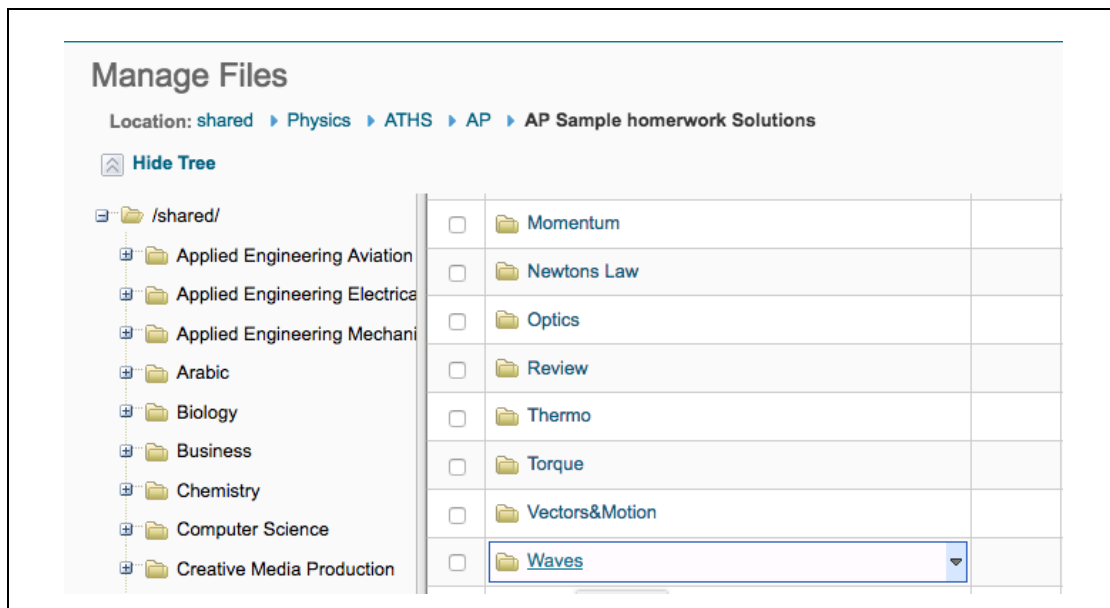 Manage Files
Location: shared Physics ATHS AP AP Sample homerwork Solutions
Hide Tree
/shared/
Applied Engineering Aviation
Applied Engineering Electrica
Applied Engineering Mechani
Arabic
Biology
Business
Chemistry
Computer Science
Creative Media Production
Momentum
Newtons Law
Optics
Review
Thermo
Torque
Vectors&Motion
Waves